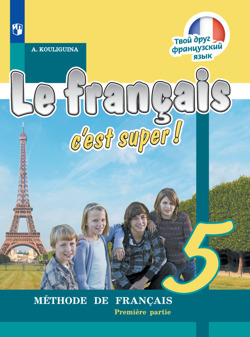 A. KOULIGUINA
Твой друг
французский
язык
Le français
c'est super!
5
MÉTHODE DE FRANÇAIS
Première partie